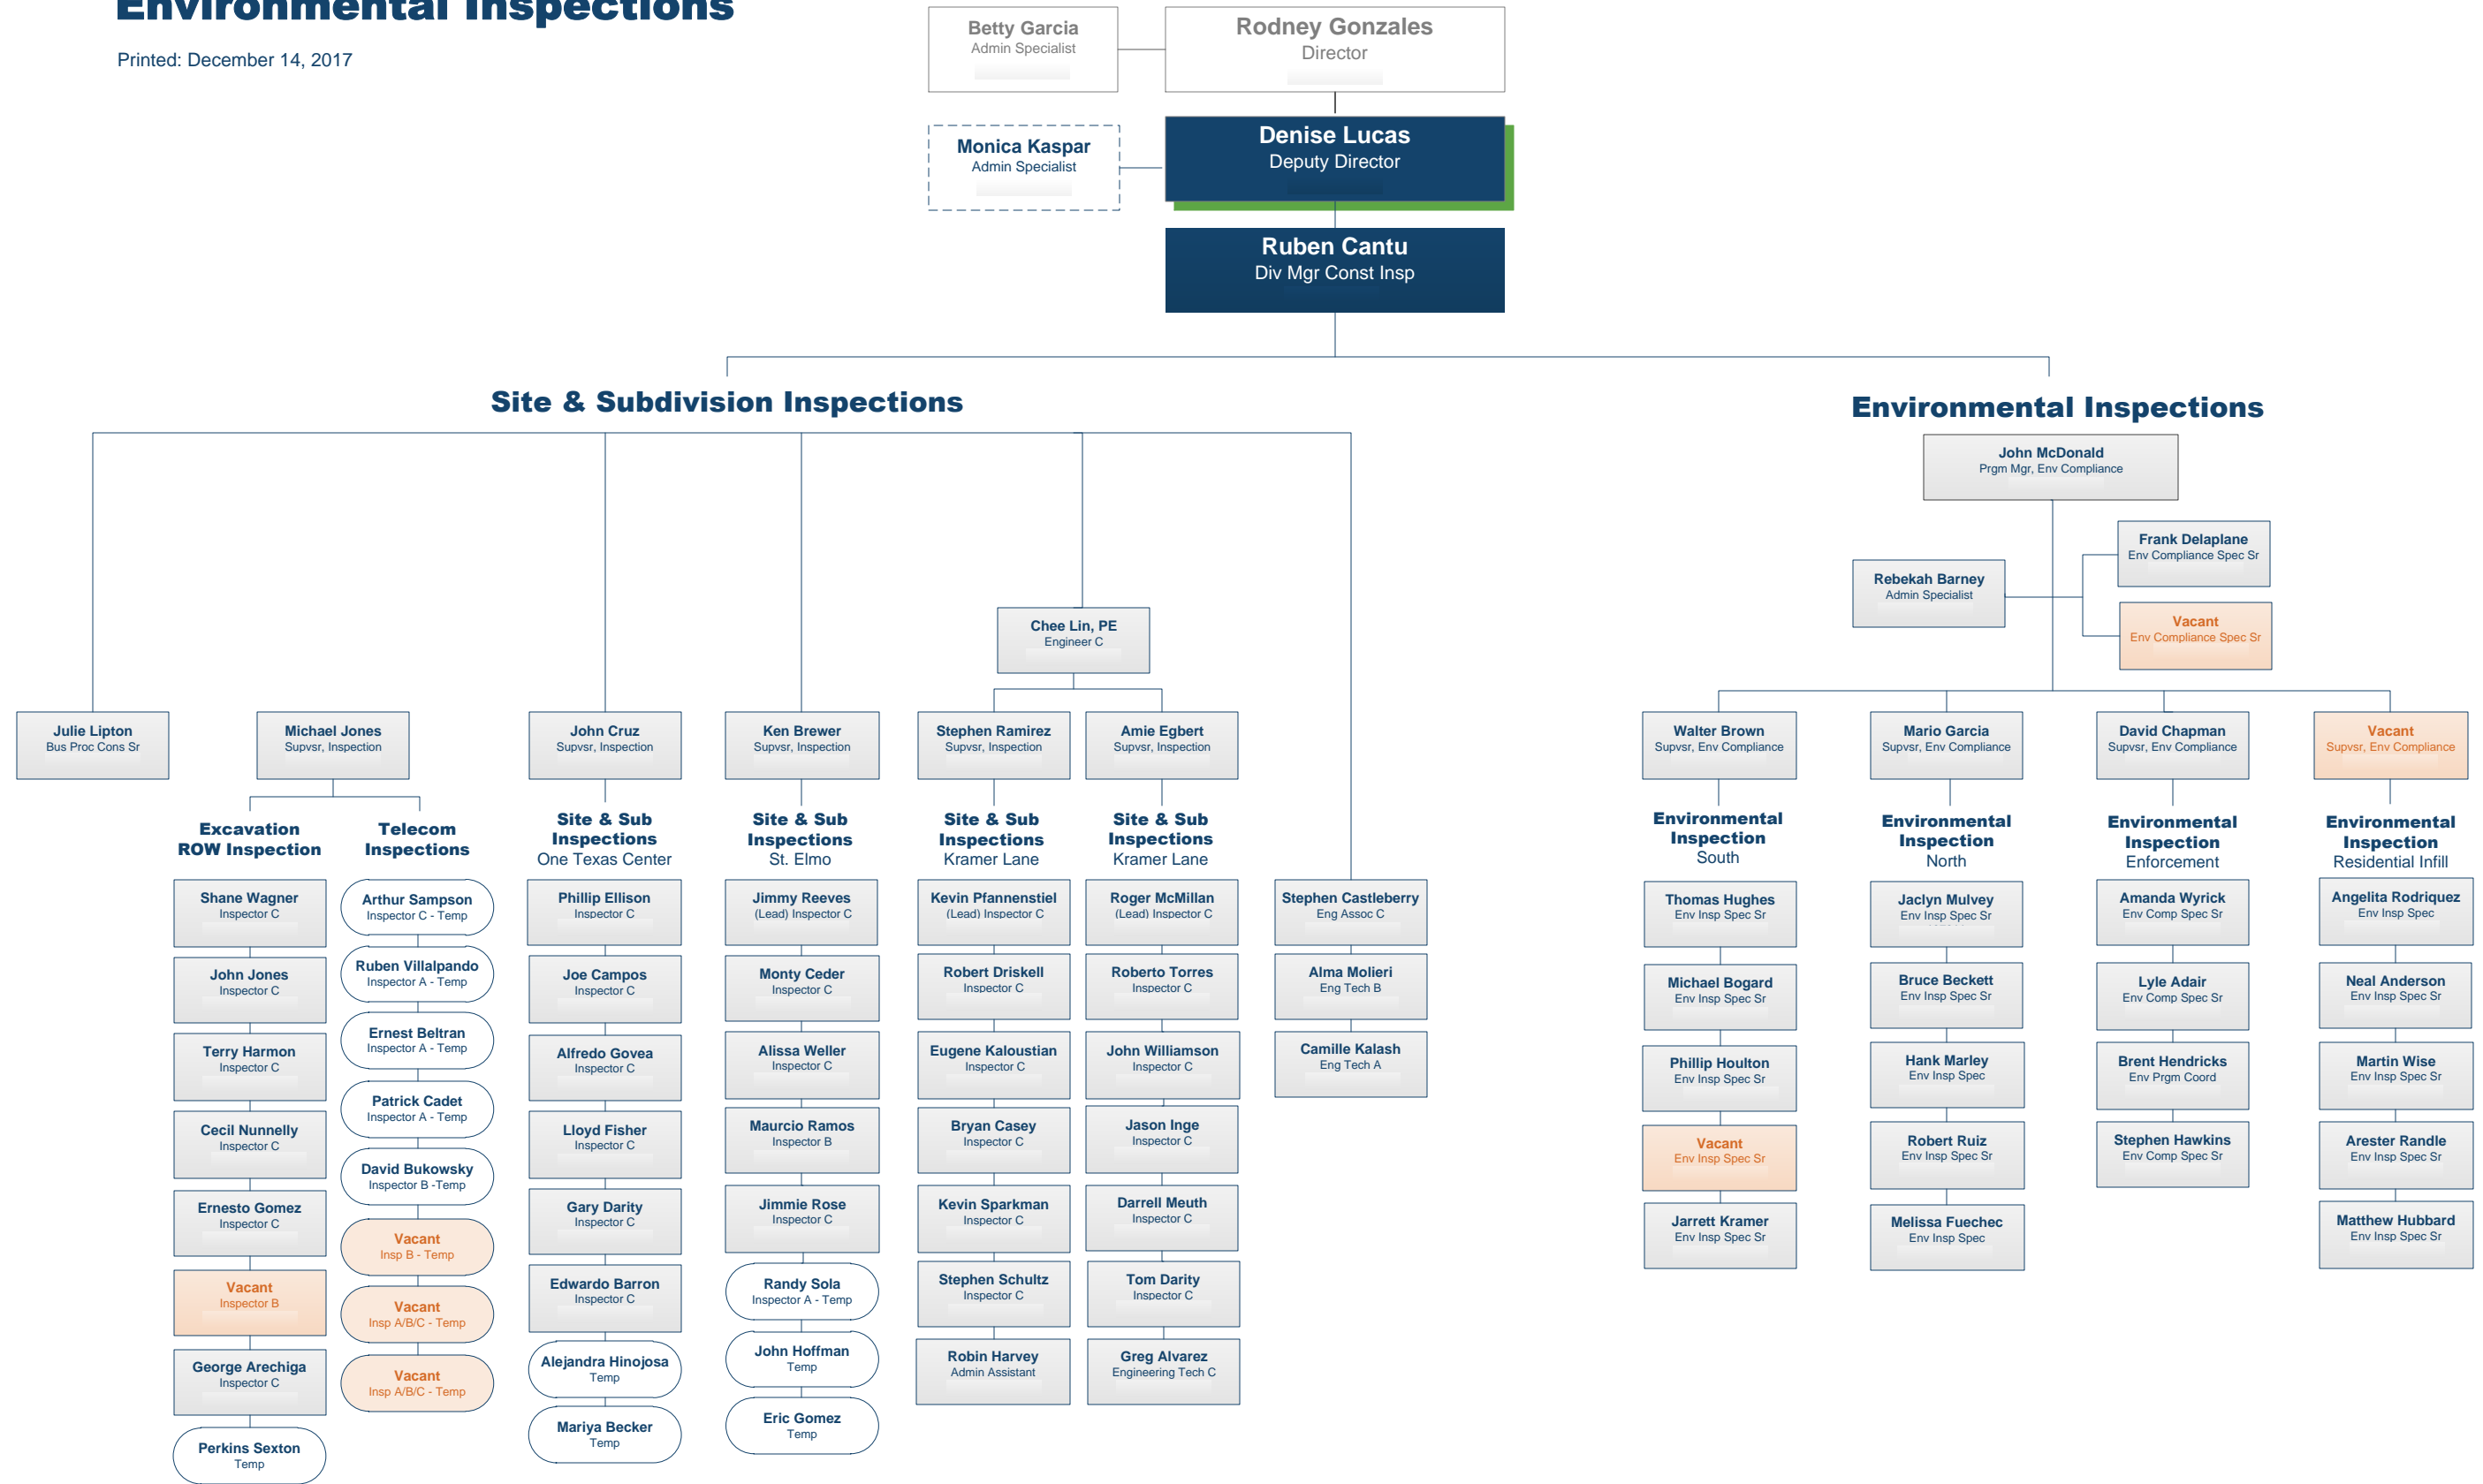 Environmental Inspections
Printed: December 14, 2017
Betty Garcia
Admin Specialist
Rodney Gonzales
Director
Monica Kaspar
Admin Specialist
Denise Lucas
Deputy Director
Ruben Cantu
Div Mgr Const Insp
Site & Subdivision Inspections
Chee Lin, PE
Engineer C
Julie Lipton
Bus Proc Cons Sr
Michael Jones
Supvsr, Inspection
John Cruz
Supvsr, Inspection
Ken Brewer
Supvsr, Inspection
Stephen Ramirez
Supvsr, Inspection
Amie Egbert
Supvsr, Inspection
Excavation
ROW Inspection
Shane Wagner
Inspector C
John Jones
Inspector C
Terry Harmon
Inspector C
Cecil Nunnelly
Inspector C
Ernesto Gomez
Inspector C
Vacant
Inspector B
George Arechiga
Inspector C
Perkins Sexton
Temp
Telecom
Inspections
Arthur Sampson
Inspector C - Temp
Ruben Villalpando
Inspector A - Temp
Ernest Beltran
Inspector A - Temp
Patrick Cadet
Inspector A - Temp
David Bukowsky
Inspector B -Temp
Vacant
Insp B - Temp
Vacant
Insp A/B/C - Temp
Vacant
Insp A/B/C - Temp
Site & Sub
Inspections
One Texas Center
Phillip Ellison
Inspector C
Joe Campos
Inspector C
Alfredo Govea
Inspector C
Lloyd Fisher
Inspector C
Gary Darity
Inspector C
Edwardo Barron
Inspector C
Alejandra Hinojosa
Temp
Mariya Becker
Temp
Site & Sub
Inspections
St. Elmo
Jimmy Reeves
(Lead) Inspector C
Monty Ceder
Inspector C
Alissa Weller
Inspector C
Maurcio Ramos
Inspector B
Jimmie Rose
Inspector C
Randy Sola
Inspector A - Temp
John Hoffman
Temp
Eric Gomez
Temp
Site & Sub
Inspections
Kramer Lane
Kevin Pfannenstiel
(Lead) Inspector C
Robert Driskell
Inspector C
Eugene Kaloustian
Inspector C
Bryan Casey
Inspector C
Kevin Sparkman
Inspector C
Stephen Schultz
Inspector C
Robin Harvey
Admin Assistant
Site & Sub
Inspections
Kramer Lane
Roger McMillan
(Lead) Inspector C
Roberto Torres
Inspector C
John Williamson
Inspector C
Jason Inge
Inspector C
Darrell Meuth
Inspector C
Tom Darity
Inspector C
Greg Alvarez
Engineering Tech C
Stephen Castleberry
Eng Assoc C
Alma Molieri
Eng Tech B
Camille Kalash
Eng Tech A
Environmental Inspections
John McDonald
Prgm Mgr, Env Compliance
Frank Delaplane
Env Compliance Spec Sr
Rebekah Barney
Admin Specialist
Vacant
Env Compliance Spec Sr
Walter Brown
Supvsr, Env Compliance
Mario Garcia
Supvsr, Env Compliance
David Chapman
Supvsr, Env Compliance
Vacant
Supvsr, Env Compliance
Environmental
Inspection
South
Thomas Hughes
Env Insp Spec Sr
Michael Bogard
Env Insp Spec Sr
Phillip Houlton
Env Insp Spec Sr
Vacant
Env Insp Spec Sr
Jarrett Kramer
Env Insp Spec Sr
Environmental
Inspection
North
Jaclyn Mulvey
Env Insp Spec Sr
Bruce Beckett
Env Insp Spec Sr
Hank Marley
Env Insp Spec
Robert Ruiz
Env Insp Spec Sr
Melissa Fuechec
Env Insp Spec
Environmental
Inspection
Enforcement
Amanda Wyrick
Env Comp Spec Sr
Lyle Adair
Env Comp Spec Sr
Brent Hendricks
Env Prgm Coord
Stephen Hawkins
Env Comp Spec Sr
Environmental
Inspection
Residential Infill
Angelita Rodriquez
Env Insp Spec
Neal Anderson
Env Insp Spec Sr
Martin Wise
Env Insp Spec Sr
Arester Randle
Env Insp Spec Sr
Matthew Hubbard
Env Insp Spec Sr